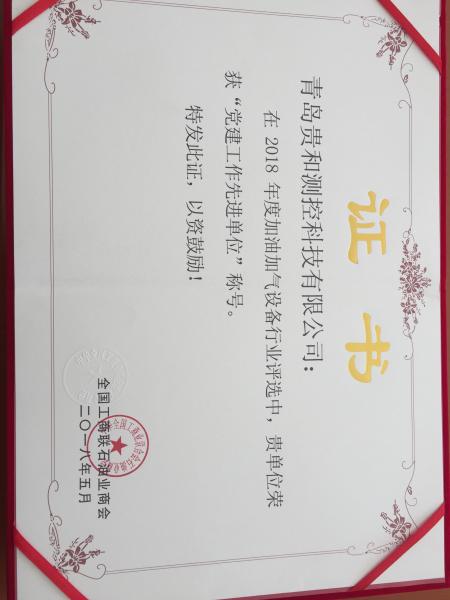 证书
青岛贵和测控科技有限公司：
在 2018 年度加油加气设备行业评选中，贵单位荣
获“党建工作先进单位”称号。
特发此证，以资鼓励！
全国工商联石油业商会
二〇一八年五月